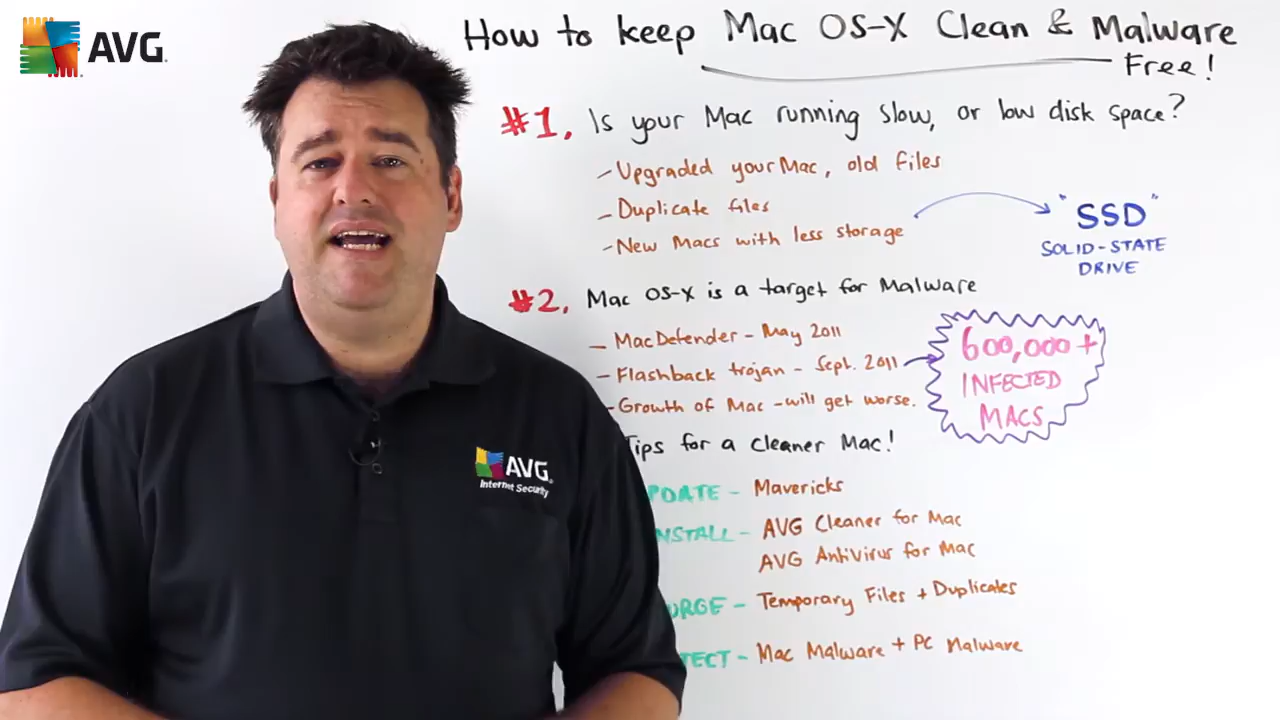 AVG
How to keep Mac OS-X Clean & Malware
Free!
#1. Is your Mac running slow, or low disk space?
- Upgraded your Mac, old files
- Duplicate files
- New Macs with less storage
"SSD"
SOLID-STATE
DRIVE
#2. Mac OS-X is a target for Malware
- MacDefender - May 2011
- Flashback trojan - Sept. 2011
- Growth of Mac - will get worse.
600,000+
INFECTED
MACS
Tips for a cleaner Mac!
PDATE - Mavericks
NSTALL - AVG Cleaner for Mac
AVG AntiVirus for Mac
URGE - Temporary Files + Duplicates
TECT - Mac Malware + PC Malware
AVG
Internet Security